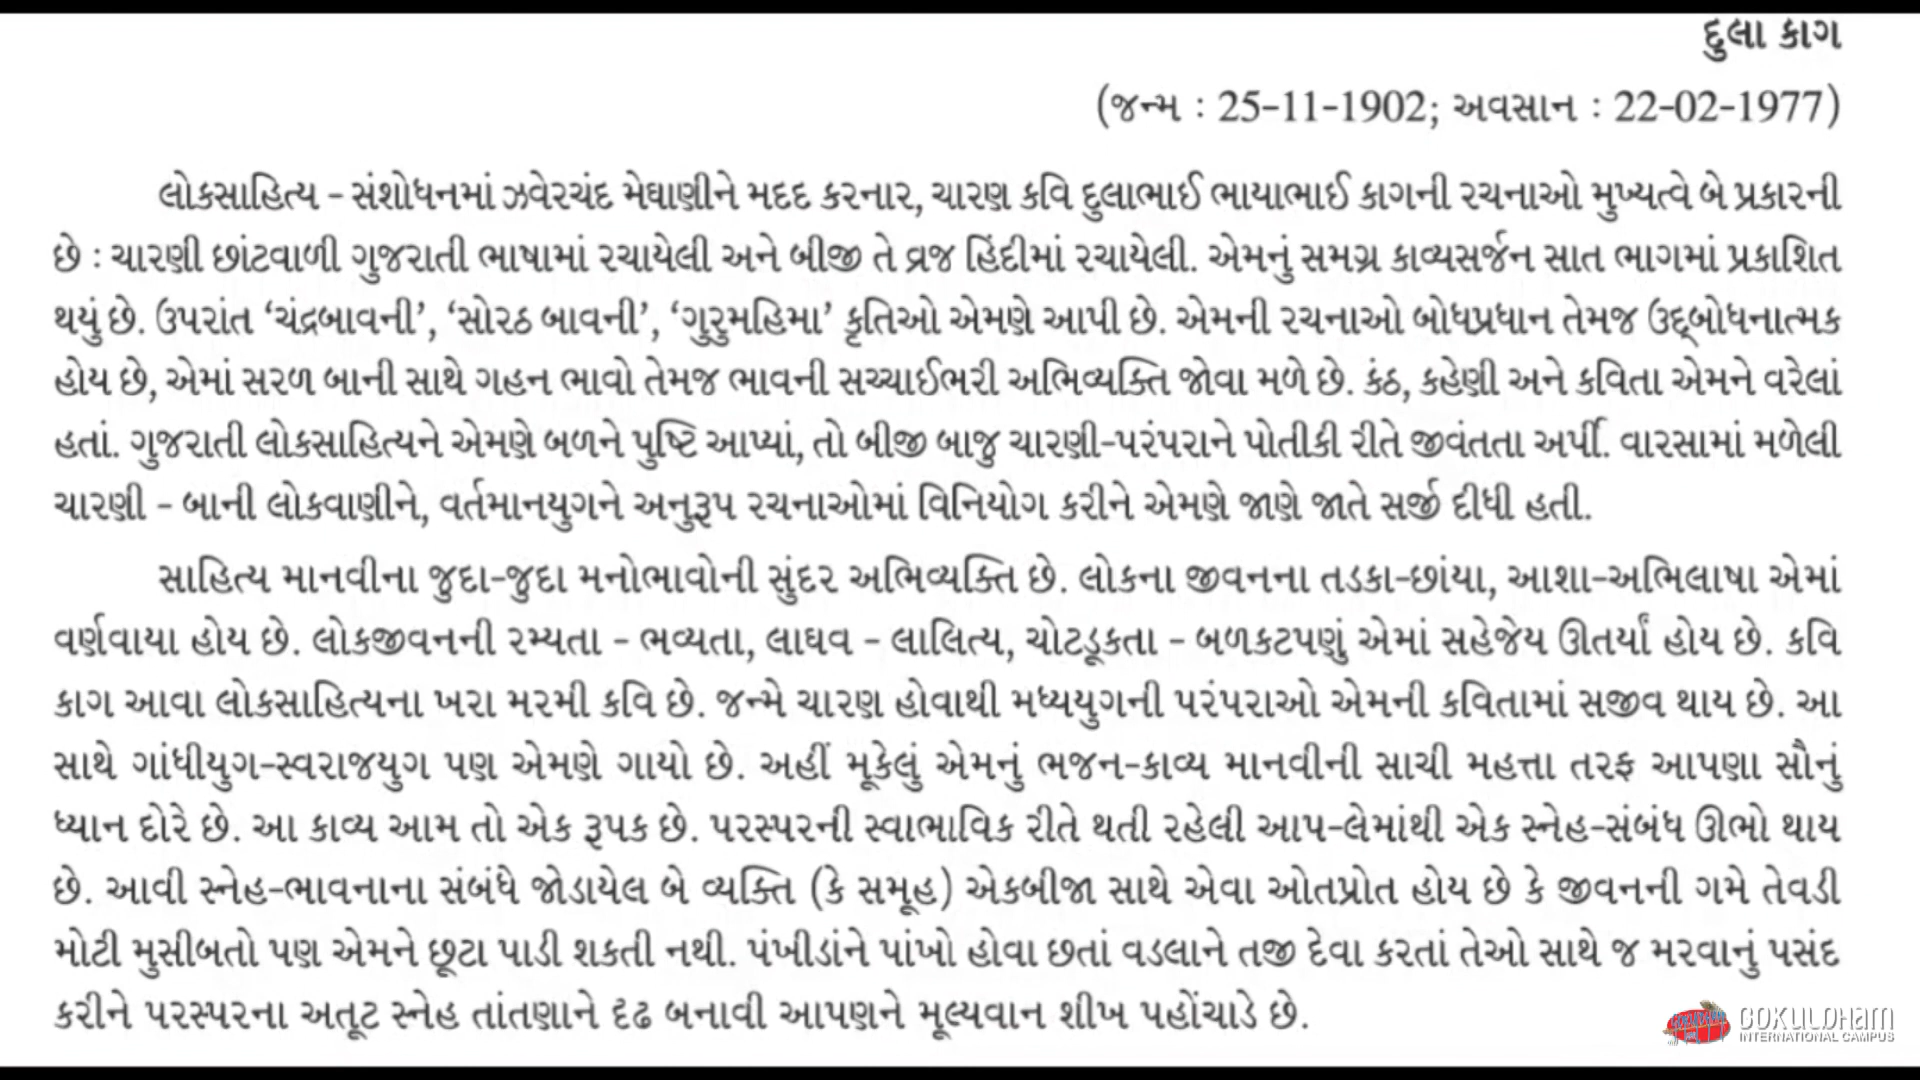 દુલા કાગ
(જન્મ : 25-11-1902; અવસાન : 22-02-1977)
લોકસાહિત્ય - સંશોધનમાં ઝવેરચંદ મેઘાણીને મદદ કરનાર, ચારણ કવિ દુલાભાઈ ભાયાભાઈ કાગની રચનાઓ મુખ્યત્વે બે પ્રકારની
છે : ચારણી છાંટવાળી ગુજરાતી ભાષામાં રચાયેલી અને બીજી તે વ્રજ હિંદીમાં રચાયેલી. એમનું સમગ્ર કાવ્યસર્જન સાત ભાગમાં પ્રકાશિત
થયું છે. ઉપરાંત ‘ચંદ્રબાવની’, ‘સોરઠ બાવની’, ‘ગુરુમહિમા’ કૃતિઓ એમણે આપી છે. એમની રચનાઓ બોધપ્રધાન તેમજ ઉદ્‌બોધનાત્મક
હોય છે, એમાં સરળ બાની સાથે ગહન ભાવો તેમજ ભાવની સચ્ચાઈભરી અભિવ્યક્તિ જોવા મળે છે. કંઠ, કહેણી અને કવિતા એમને વરેલાં
હતાં. ગુજરાતી લોકસાહિત્યને એમણે બળને પુષ્ટિ આપ્યાં, તો બીજી બાજુ ચારણી-પરંપરાને પોતીકી રીતે જીવંતતા અર્પી. વારસામાં મળેલી
ચારણી - બાની લોકવાણીને, વર્તમાનયુગને અનુરૂપ રચનાઓમાં વિનિયોગ કરીને એમણે જાણે જાતે સર્જી દીધી હતી.
સાહિત્ય માનવીના જુદા-જુદા મનોભાવોની સુંદર અભિવ્યક્તિ છે. લોકના જીવનના તડકા-છાંયા, આશા-અભિલાષા એમાં
વર્ણવાયા હોય છે. લોકજીવનની રમ્યતા - ભવ્યતા, લાઘવ - લાલિત્ય, ચોટડૂકતા - બળકટપણું એમાં સહેજેય ઊતર્યાં હોય છે. કવિ
કાગ આવા લોકસાહિત્યના ખરા મરમી કવિ છે. જન્મે ચારણ હોવાથી મધ્યયુગની પરંપરાઓ એમની કવિતામાં સજીવ થાય છે. આ
સાથે ગાંધીયુગ-સ્વરાજયુગ પણ એમણે ગાયો છે. અહીં મૂકેલું એમનું ભજન-કાવ્ય માનવીની સાચી મહત્તા તરફ આપણા સૌનું
ધ્યાન દોરે છે. આ કાવ્ય આમ તો એક રૂપક છે. પરસ્પરની સ્વાભાવિક રીતે થતી રહેલી આપ-લેમાંથી એક સ્નેહ-સંબંધ ઊભો થાય
છે. આવી સ્નેહ-ભાવનાના સંબંધે જોડાયેલ બે વ્યક્તિ (કે સમૂહ) એકબીજા સાથે એવા ઓતપ્રોત હોય છે કે જીવનની ગમે તેવડી
મોટી મુસીબતો પણ એમને છૂટા પાડી શકતી નથી. પંખીડાંને પાંખો હોવા છતાં વડલાને તજી દેવા કરતાં તેઓ સાથે જ મરવાનું પસંદ
કરીને પરસ્પરના અતૂટ સ્નેહ તાંતણાને દૃઢ બનાવી આપણને મૂલ્યવાન શીખ પહોંચાડે છે.
GOKULDHAM
INTERNATIONAL CAMPUS